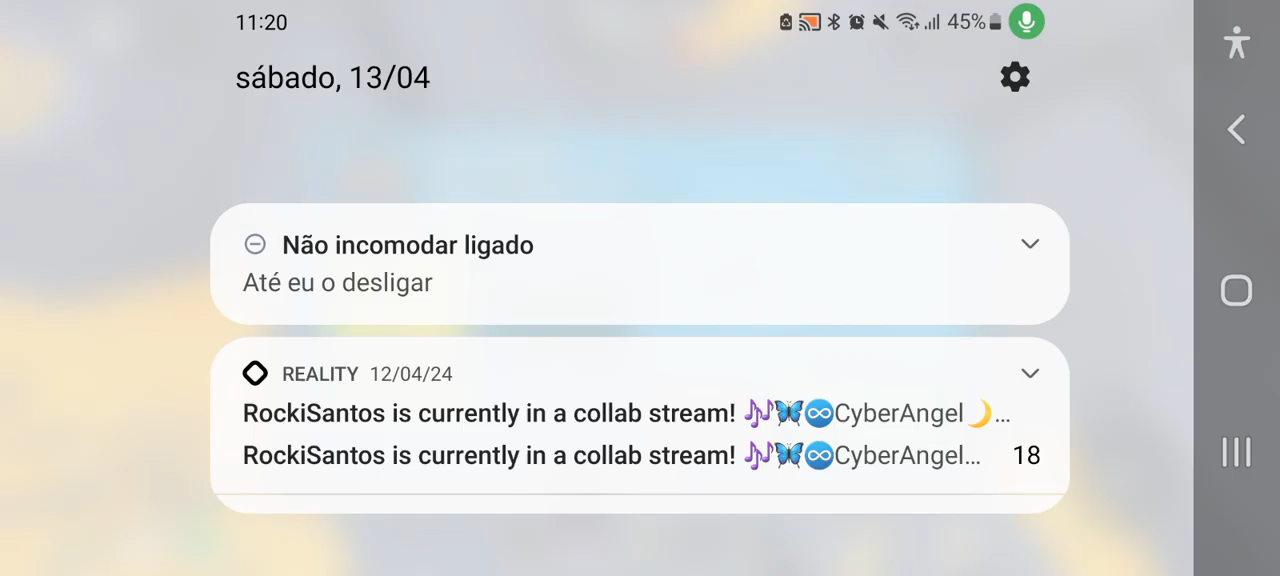 11:20 45%
sábado, 13/04
Não incomodar ligado
Até eu o desligar
REALITY 12/04/24
RockiSantos is currently in a collab stream! 🎶🦋♾️CyberAngel🌙...
RockiSantos is currently in a collab stream! 🎶🦋♾️CyberAngel... 18